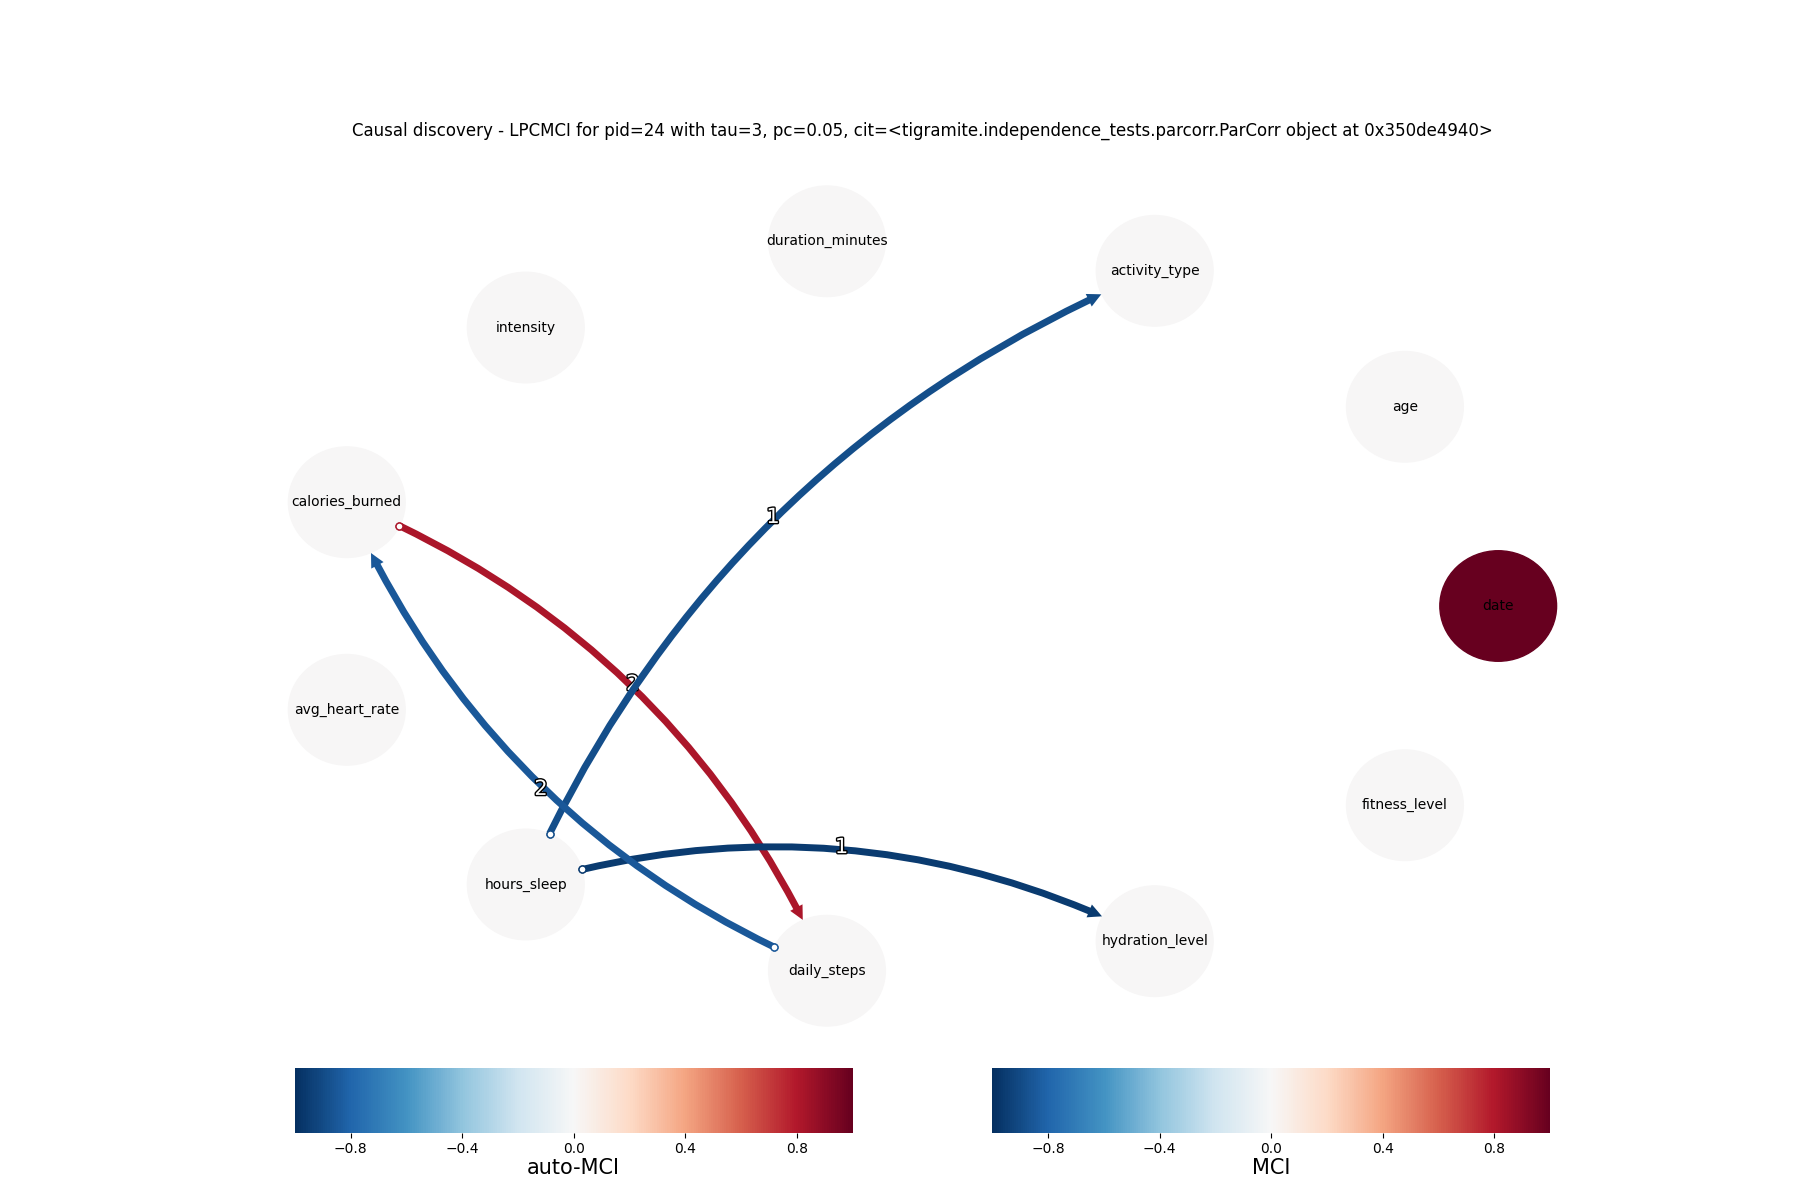 Causal discovery - LPCMCI for pid=24 with tau=3, pc=0.05, cit=<tigramite.independence_tests.parcorr.ParCorr object at 0x350de4940>
duration_minutes
activity_type
intensity
age
calories_burned
1
date
2
avg_heart_rate
2
fitness_level
1
hours_sleep
hydration_level
daily_steps
−0.8 −0.4 0.0 0.4 0.8
auto-MCI
−0.8 −0.4 0.0 0.4 0.8
MCI